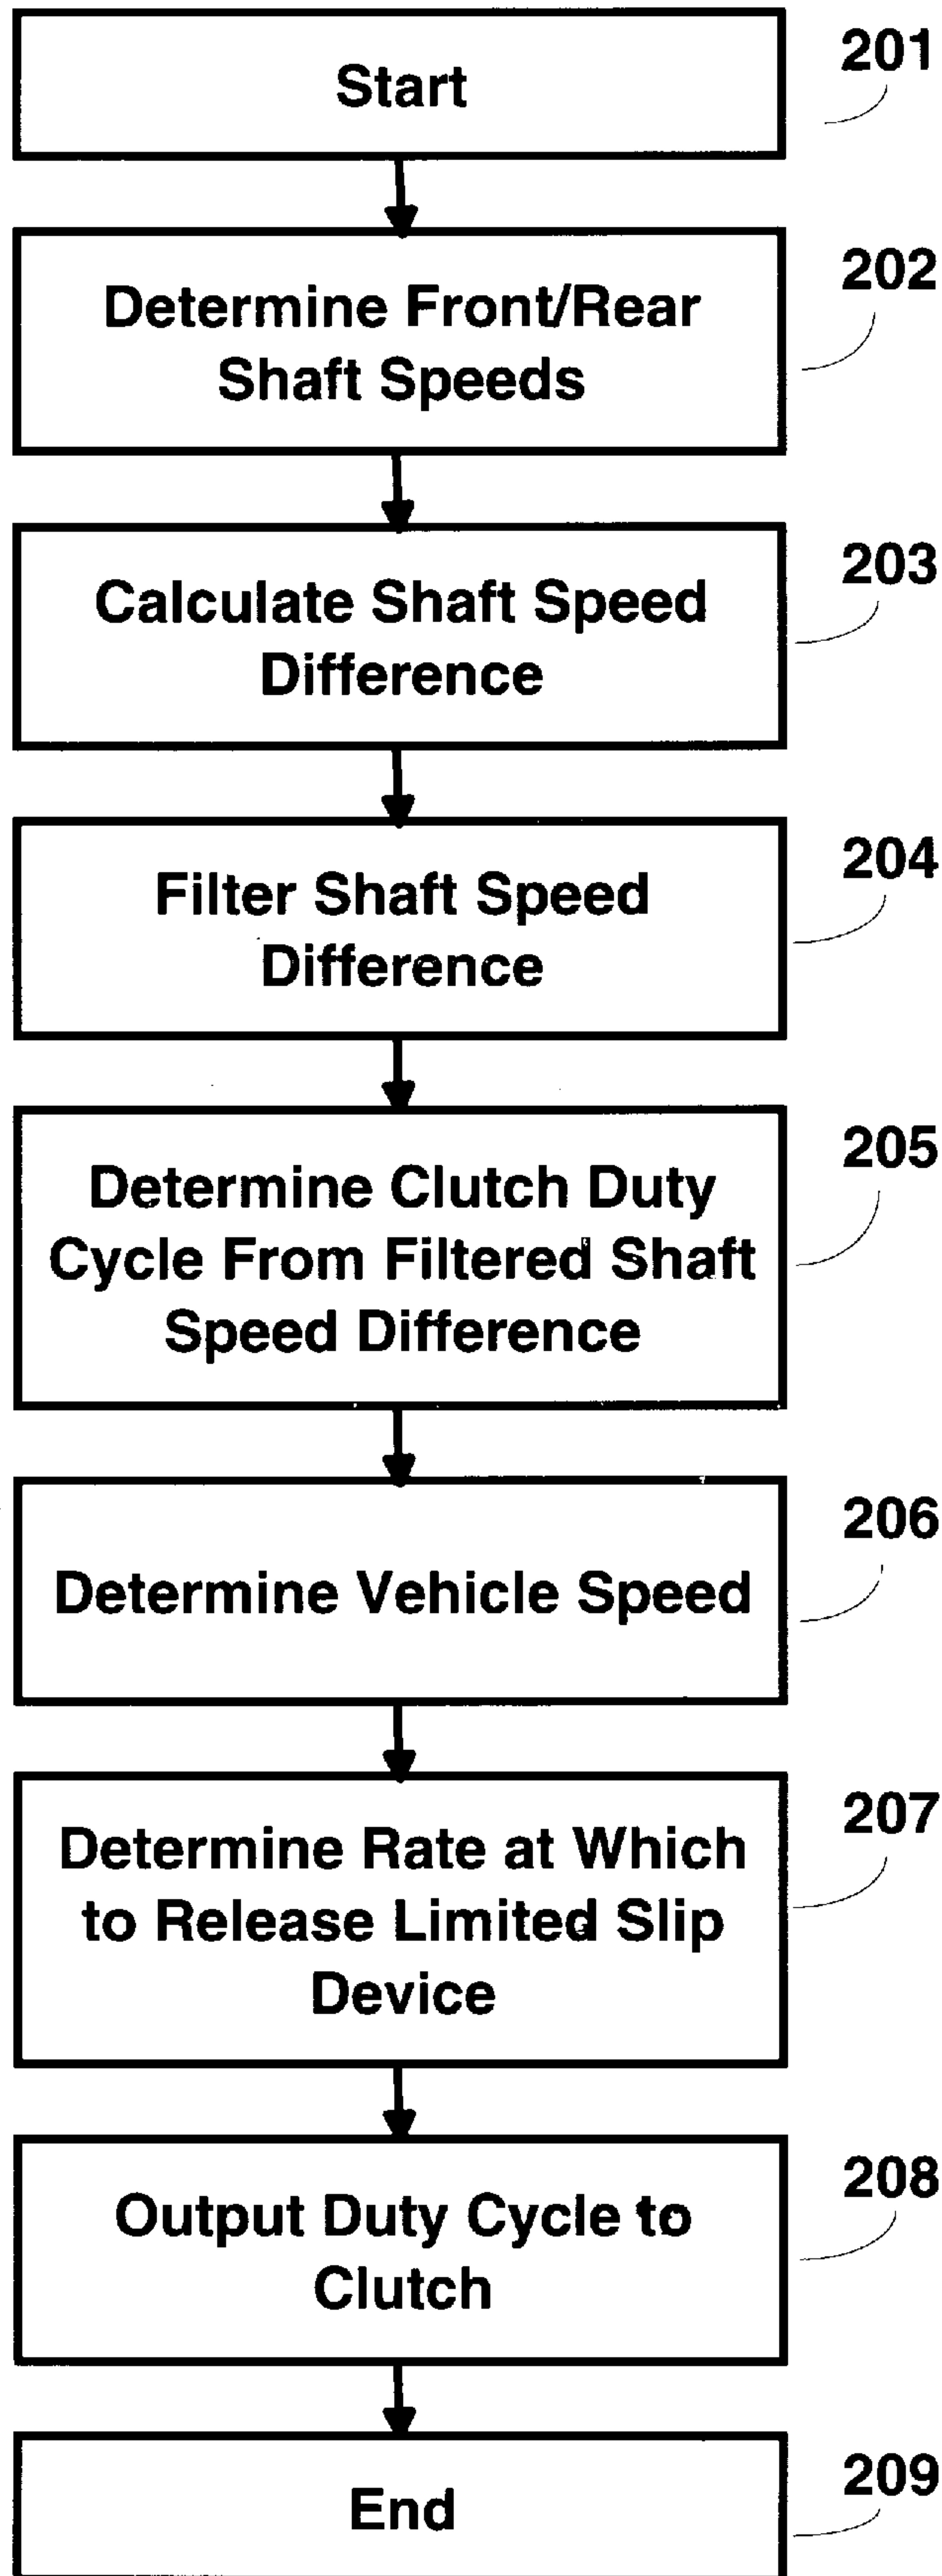 Start
201
Determine Front/Rear
Shaft Speeds
202
Calculate Shaft Speed
Difference
203
Filter Shaft Speed
Difference
204
Determine Clutch Duty
Cycle From Filtered Shaft
Speed Difference
205
Determine Vehicle Speed
206
Determine Rate at Which
to Release Limited Slip
Device
207
Output Duty Cycle to
Clutch
208
End
209